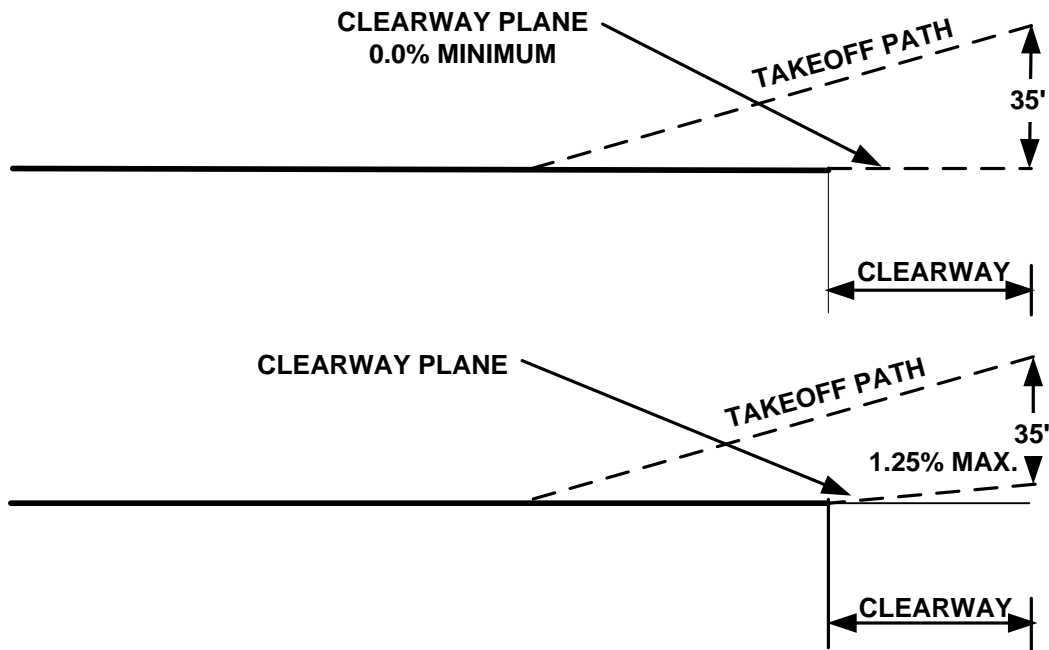 CLEARWAY PLANE
0.0% MINIMUM
TAKEOFF PATH
35'
CLEARWAY
CLEARWAY PLANE
TAKEOFF PATH
35'
1.25% MAX.
CLEARWAY